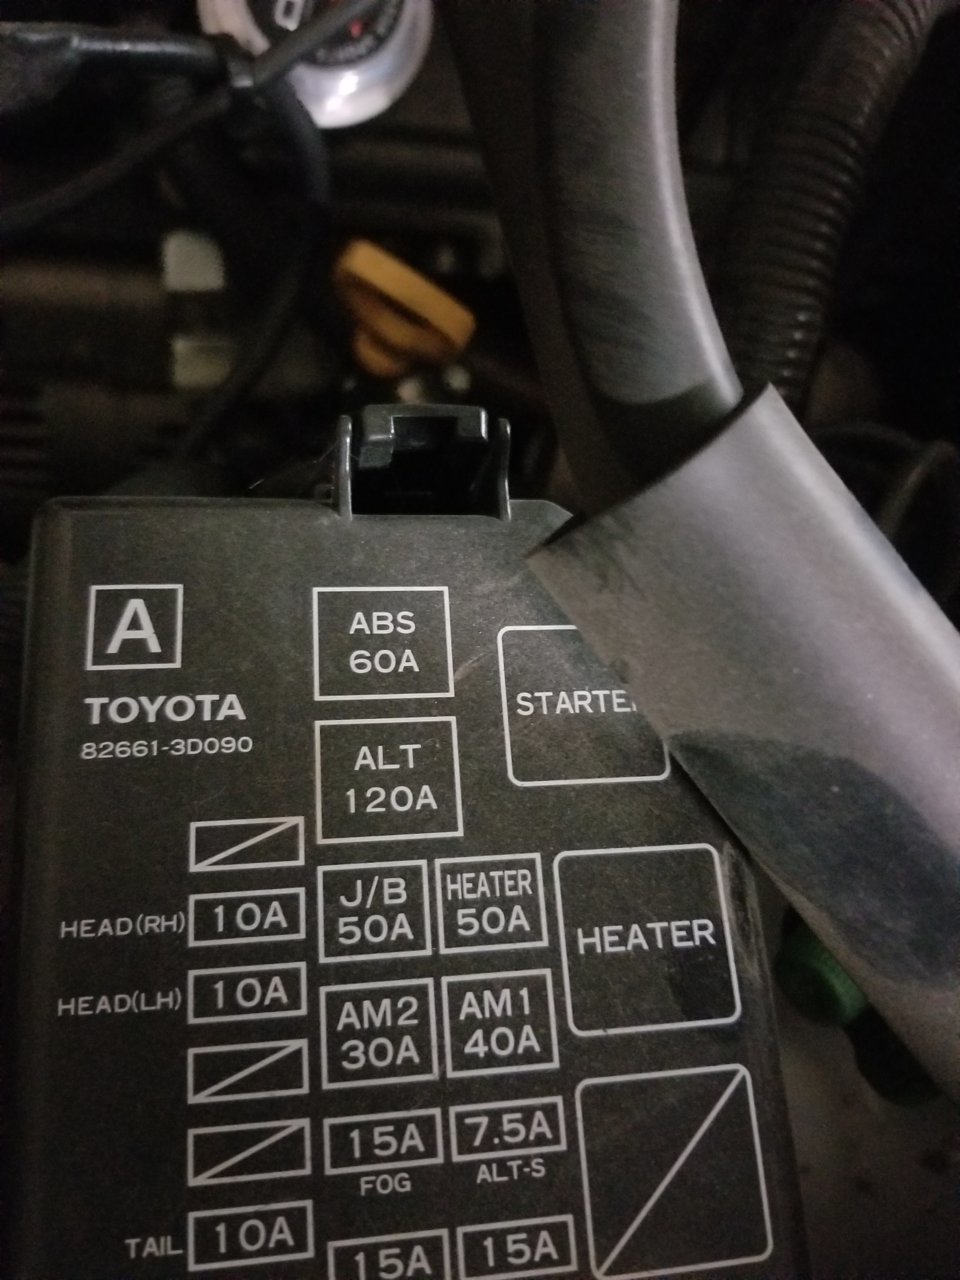 A
TOYOTA
82661-3D090
ABS
60A
ALT
120A
J/B
50A
HEATER
50A
HEATER
HEAD(RH)
10A
HEAD(LH)
10A
AM2
30A
AM1
40A
15A
FOG
7.5A
ALT-S
TAIL
10A
15A
15A